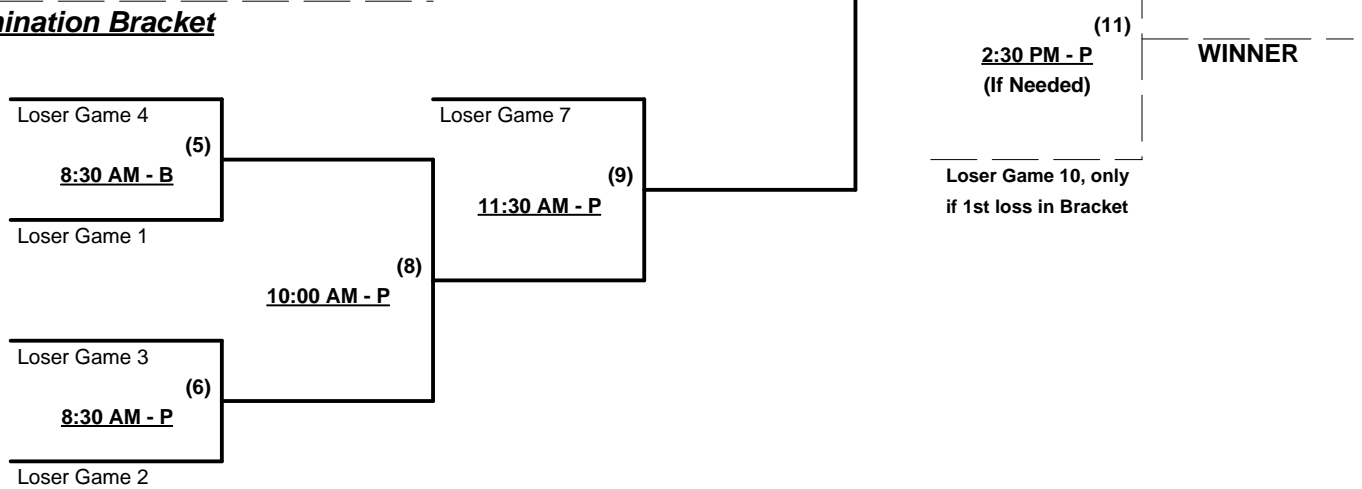 mination Bracket
(11)
2:30 PM - P
WINNER
(If Needed)
Loser Game 4
(5)
8:30 AM - B
Loser Game 1
Loser Game 7
(9)
11:30 AM - P
Loser Game 10, only
if 1st loss in Bracket
(8)
10:00 AM - P
Loser Game 3
(6)
8:30 AM - P
Loser Game 2